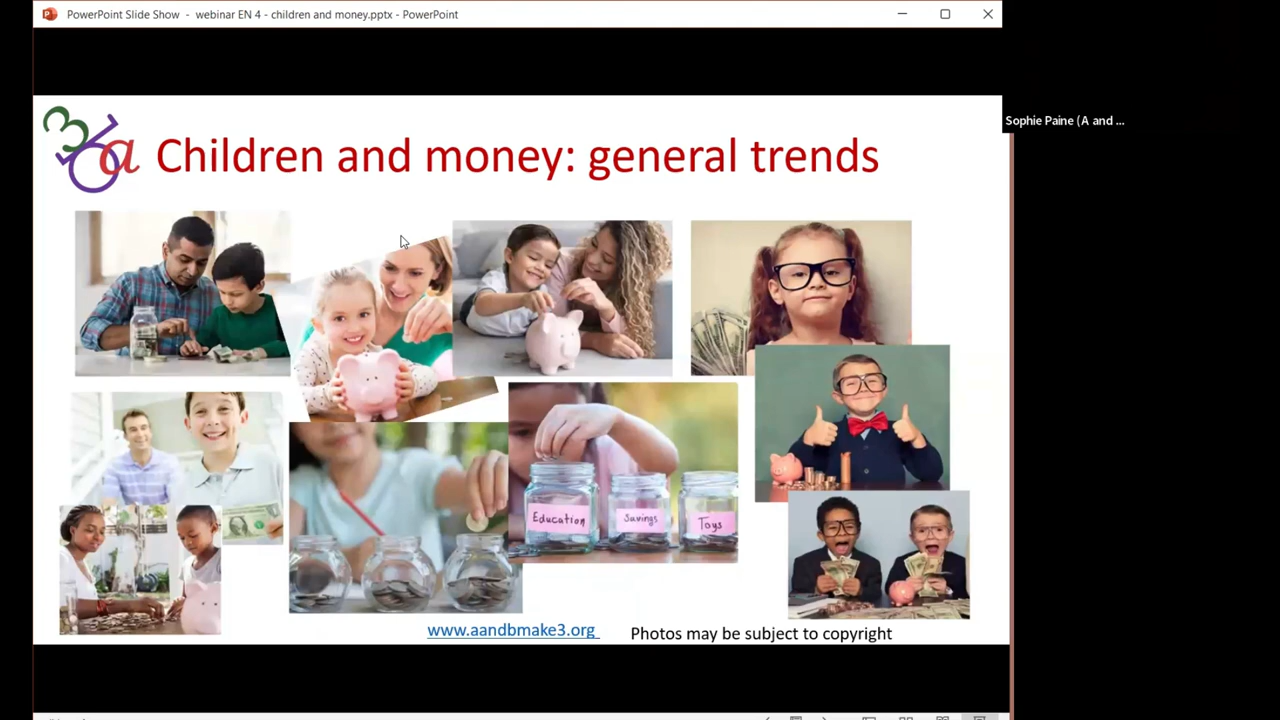 PowerPoint Slide Show - webinar EN 4 - children and money.pptx - PowerPoint
Sophie Paine (A and ...
36a
Children and money: general trends
Education
Savings
Toys
www.aandbmake3.org
Photos may be subject to copyright